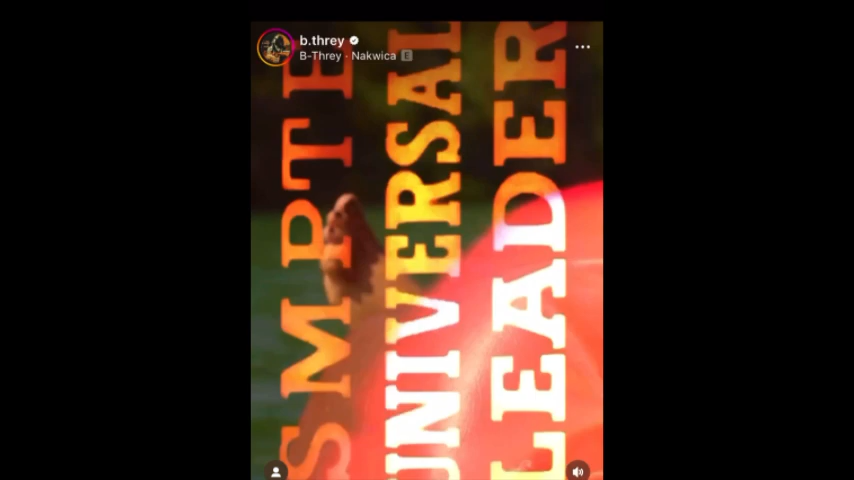 b.threy
B-Threy · Nakwica E
SMPTE
UNIVERSAL
LEADER